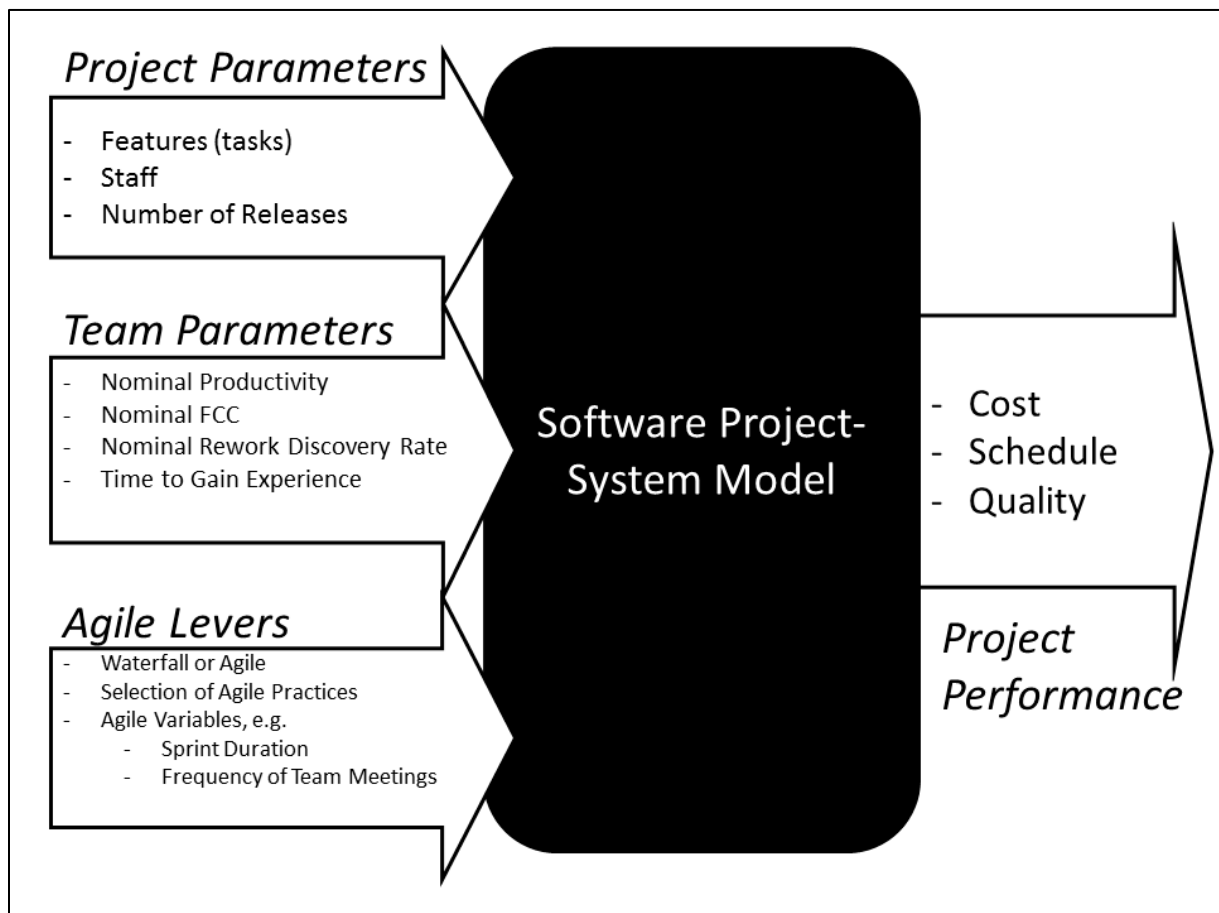 Project Parameters
- Features (tasks)
- Staff
- Number of Releases
Team Parameters
- Nominal Productivity
- Nominal FCC
- Nominal Rework Discovery Rate
- Time to Gain Experience
Agile Levers
- Waterfall or Agile
- Selection of Agile Practices
- Agile Variables, e.g.
- Sprint Duration
- Frequency of Team Meetings
Software Project-
System Model
- Cost
- Schedule
- Quality
Project
Performance